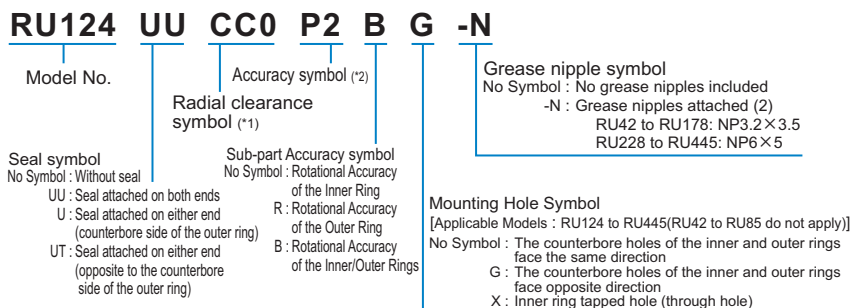 RU124 UU CC0 P2 B G -N
Model No.
Accuracy symbol (*2)
Radial clearance
symbol (*1)
Grease nipple symbol
No Symbol : No grease nipples included
-N : Grease nipples attached (2)
RU42 to RU178: NP3.2×3.5
RU228 to RU445: NP6×5
Seal symbol
No Symbol : Without seal
UU : Seal attached on both ends
U : Seal attached on either end
(counterbore side of the outer ring)
UT : Seal attached on either end
(opposite to the counterbore
side of the outer ring)
Sub-part Accuracy symbol
No Symbol : Rotational Accuracy
of the Inner Ring
R : Rotational Accuracy
of the Outer Ring
B : Rotational Accuracy
of the Inner/Outer Rings
Mounting Hole Symbol
[Applicable Models : RU124 to RU445(RU42 to RU85 do not apply)]
No Symbol : The counterbore holes of the inner and outer rings
face the same direction
G : The counterbore holes of the inner and outer rings
face opposite direction
X : Inner ring tapped hole (through hole)